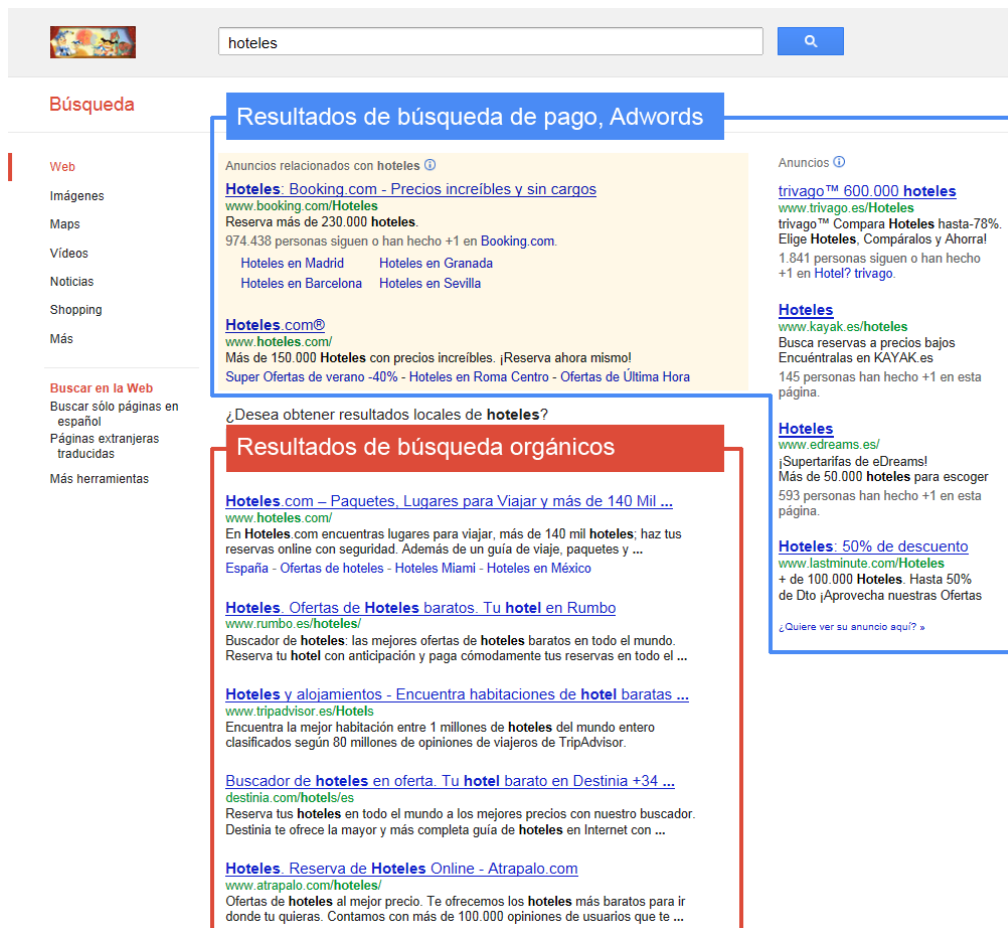 hoteles
Búsqueda
Resultados de búsqueda de pago, Adwords
Web
Imágenes
Maps
Vídeos
Noticias
Shopping
Más
Buscar en la Web
Buscar sólo páginas en
español
Páginas extranjeras
traducidas
Más herramientas
Anuncios relacionados con hoteles
Hoteles: Booking.com - Precios increíbles y sin cargos
www.booking.com/Hoteles
Reserva más de 230.000 hoteles.
974.438 personas siguen o han hecho +1 en Booking.com.
Hoteles en Madrid Hoteles en Granada
Hoteles en Barcelona Hoteles en Sevilla
Hoteles.com®
www.hoteles.com/
Más de 150.000 Hoteles con precios increíbles. ¡Reserva ahora mismo!
Super Ofertas de verano -40% - Hoteles en Roma Centro - Ofertas de Última Hora
¿Desea obtener resultados locales de hoteles?
Resultados de búsqueda orgánicos
Hoteles.com – Paquetes, Lugares para Viajar y más de 140 Mil ...
www.hoteles.com/
En Hoteles.com encuentras lugares para viajar, más de 140 mil hoteles; haz tus
reservas online con seguridad. Además de un guía de viaje, paquetes y ...
España - Ofertas de hoteles - Hoteles Miami - Hoteles en México
Hoteles. Ofertas de Hoteles baratos. Tu hotel en Rumbo
www.rumbo.es/hoteles/
Buscador de hoteles: las mejores ofertas de hoteles baratos en todo el mundo.
Reserva tu hotel con anticipación y paga cómodamente tus reservas en todo el ...
Hoteles y alojamientos - Encuentra habitaciones de hotel baratas ...
www.tripadvisor.es/Hotels
Encuentra la mejor habitación entre 1 millones de hoteles del mundo entero
clasificados según 80 millones de opiniones de viajeros de TripAdvisor.
Buscador de hoteles en oferta. Tu hotel barato en Destinia +34 ...
destinia.com/hotels/es
Reserva tus hoteles en todo el mundo a los mejores precios con nuestro buscador.
Destinia te ofrece la mayor y más completa guía de hoteles en Internet con ...
Hoteles. Reserva de Hoteles Online - Atrapalo.com
www.atrapalo.com/hoteles/
Ofertas de hoteles al mejor precio. Te ofrecemos los hoteles más baratos para ir
donde tu quieras. Contamos con más de 100.000 opiniones de usuarios que te ...
Anuncios
trivago™ 600.000 hoteles
www.trivago.es/Hoteles
trivago™ Compara Hoteles hasta-78%.
Elige Hoteles, Compáralos y Ahorra!
1.841 personas siguen o han hecho
+1 en Hotel? trivago.
Hoteles
www.kayak.es/hoteles
Busca reservas a precios bajos
Encuéntralas en KAYAK.es
145 personas han hecho +1 en esta
página.
Hoteles
www.edreams.es/
¡Supertarifas de eDreams!
Más de 50.000 hoteles para escoger
593 personas han hecho +1 en esta
página.
Hoteles: 50% de descuento
www.lastminute.com/Hoteles
+ de 100.000 Hoteles. Hasta 50%
de Dto ¡Aprovecha nuestras Ofertas
¿Quiere ver su anuncio aquí? »